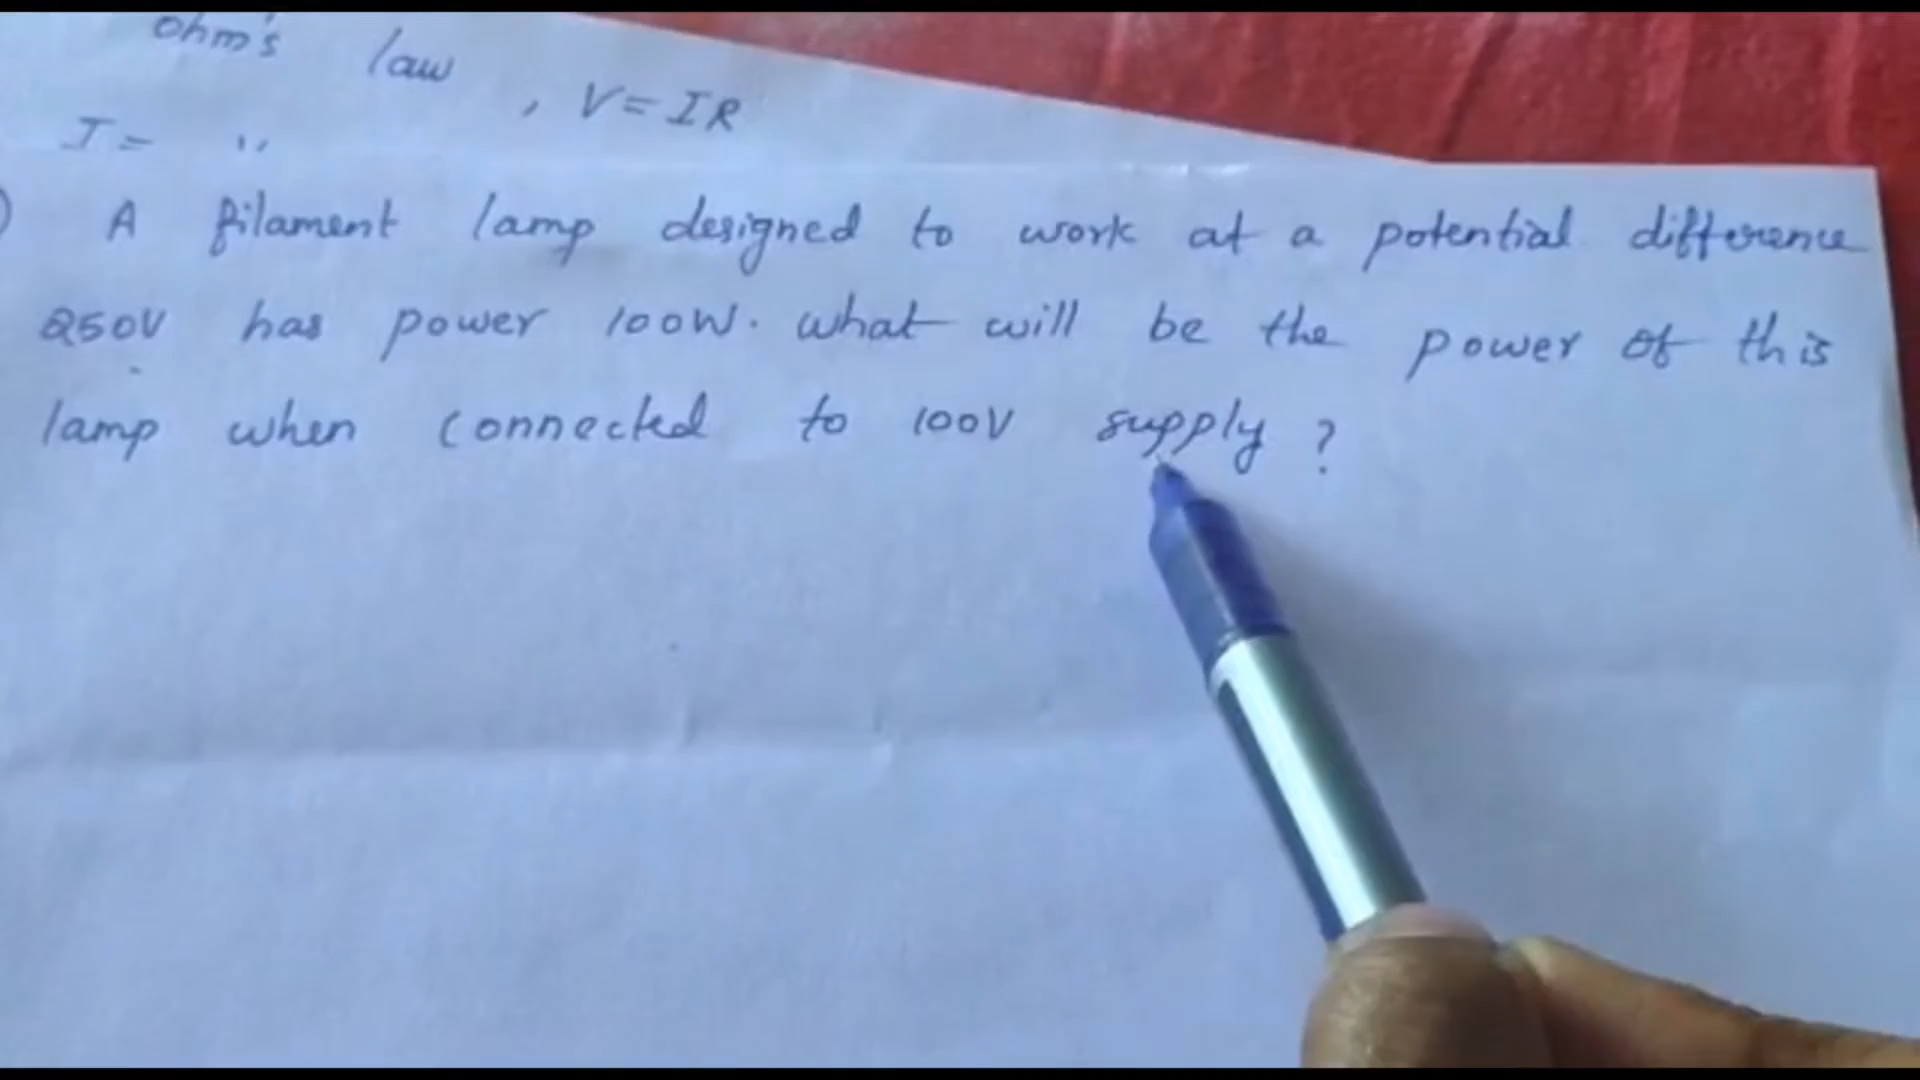 Ohm's law, V = IR
I = "
) A filament lamp designed to work at a potential difference
250V has power 100W. what will be the power of this
lamp when connected to 100V supply?